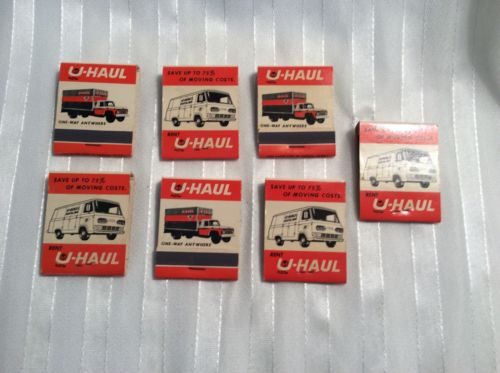 U-HAUL
ONE-WAY ANYWHERE
SAVE UP TO 75%
OF MOVING COSTS.
RENT
U-HAUL
U-HAUL
ONE-WAY ANYWHERE
RENT
U-HAUL
SAVE UP TO 75%
OF MOVING COSTS.
RENT
U-HAUL
U-HAUL
ONE-WAY ANYWHERE
SAVE UP TO 75%
OF MOVING COSTS.
RENT
U-HAUL